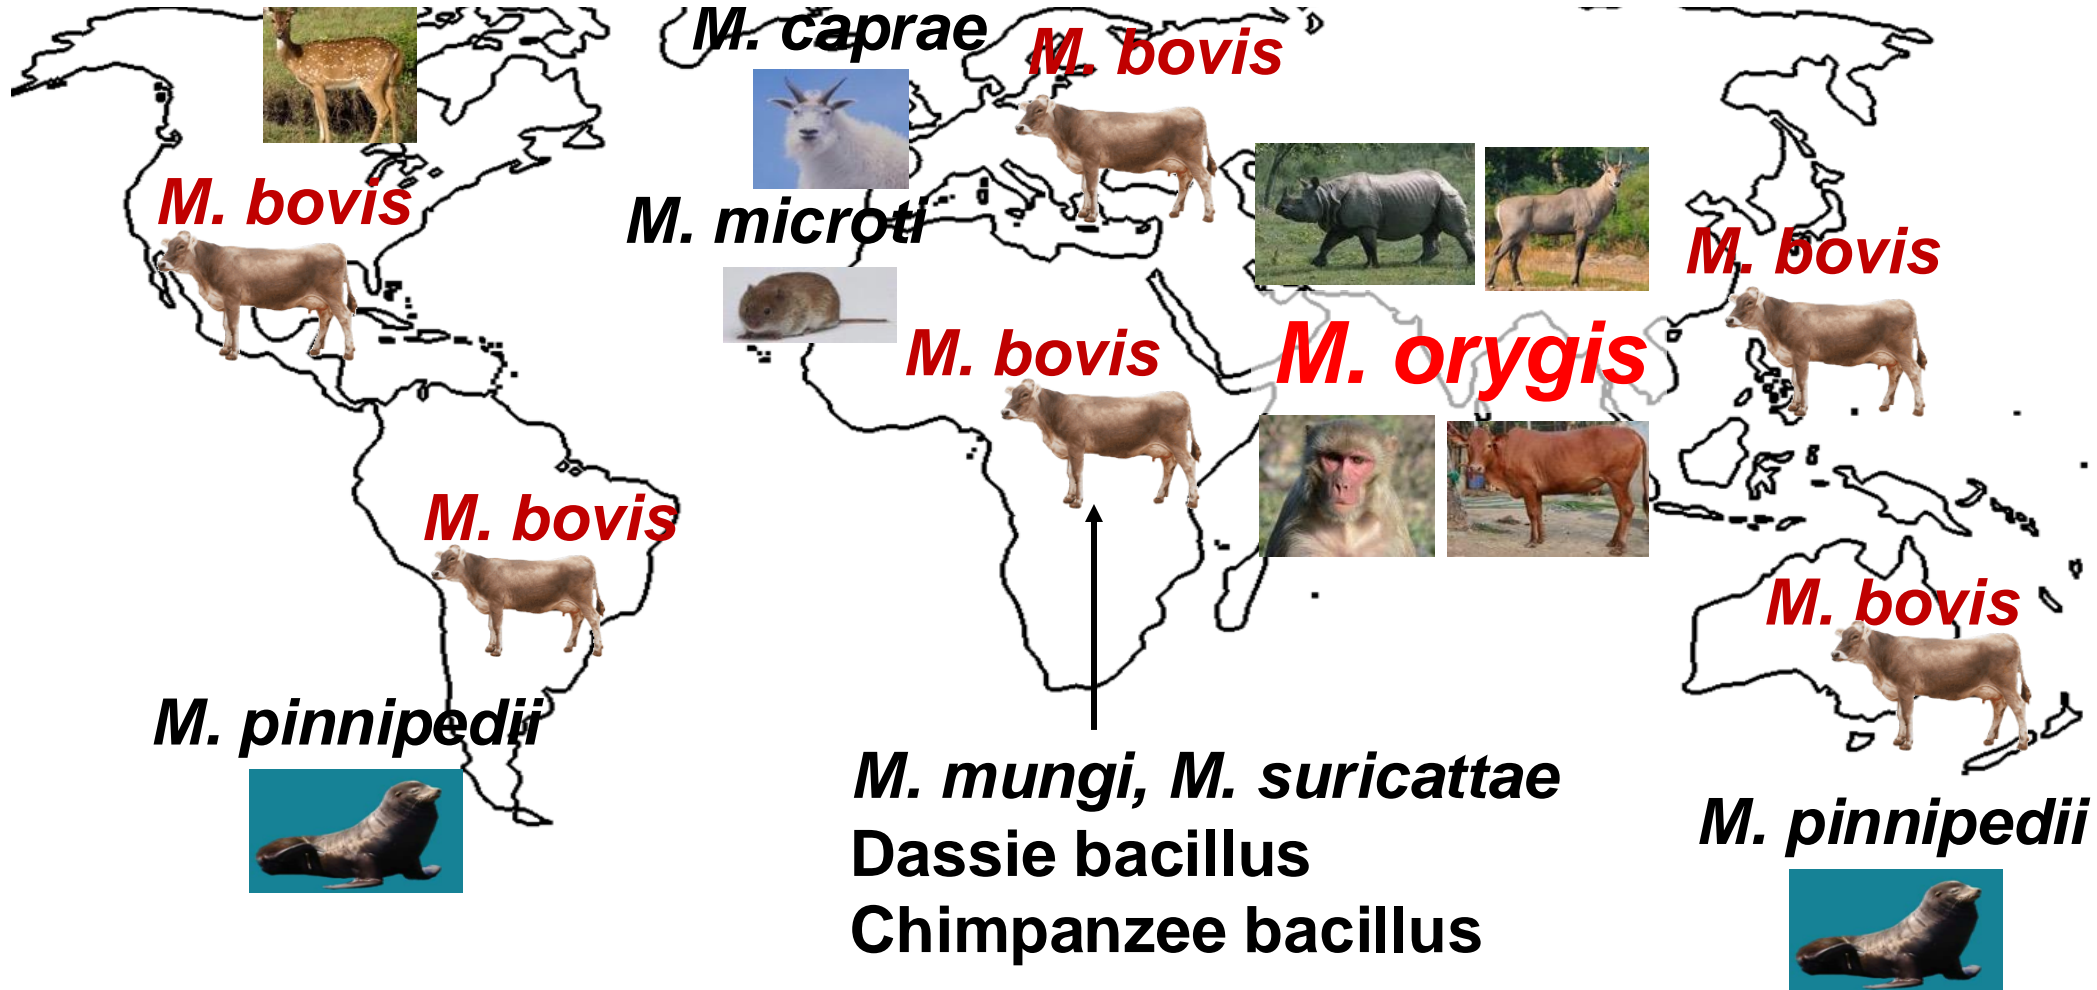 M. caprae
M. bovis
M. bovis
M. microti
M. bovis
M. bovis
M. orygis
M. bovis
M. bovis
M. pinnipedii
M. mungi, M. suricattae
Dassie bacillus
Chimpanzee bacillus
M. pinnipedii